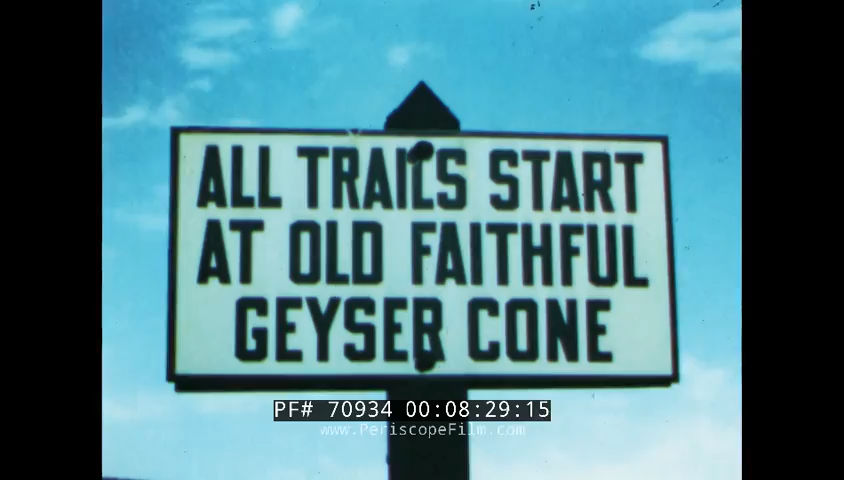 ALL TRAILS START
AT OLD FAITHFUL
GEYSER CONE
PF# 70934 00:08:29:15
www.PeriscopeFilm.com